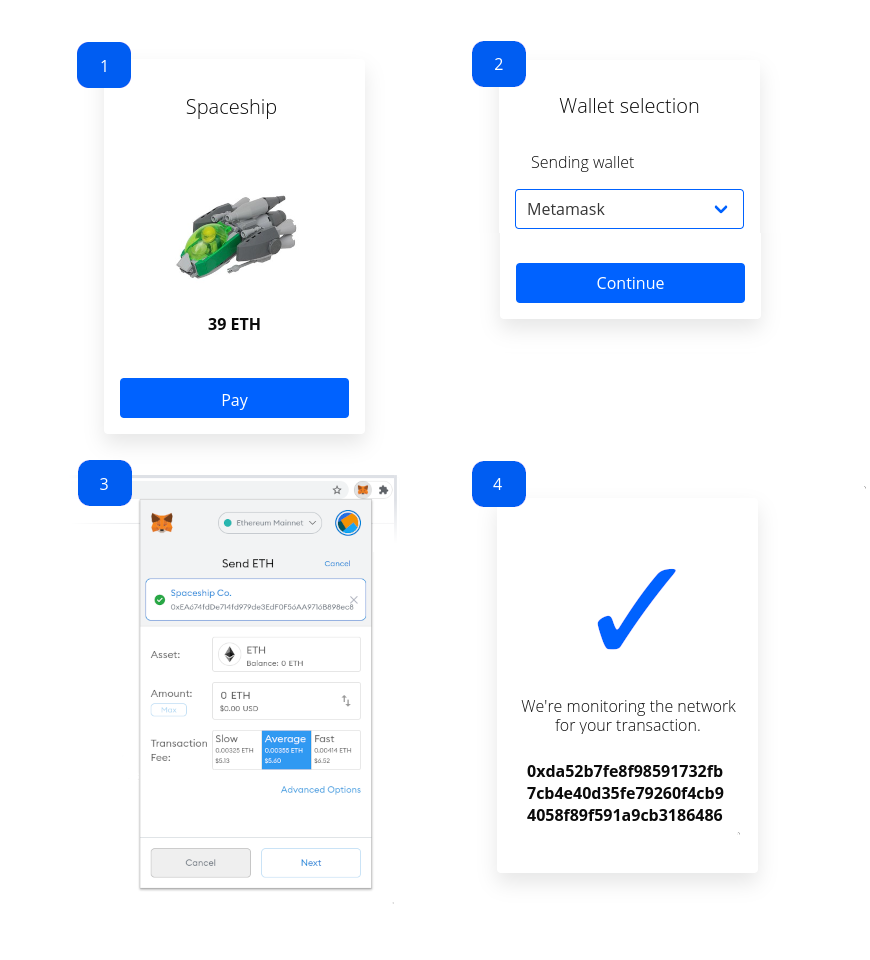 1
Spaceship
39 ETH
Pay
2
Wallet selection
Sending wallet
Metamask
Continue
3
Ethereum Mainnet
Send ETH
Cancel
Spaceship Co.
0xEA674fdDe714fd979de3EdF0F56AA9716B898ec8
Asset:
ETH
Balance: 0 ETH
Amount:
Max
0 ETH
$0.00 USD
Transaction
Fee:
Slow
0.00325 ETH
$5.13
Average
0.00355 ETH
$5.60
Fast
0.00414 ETH
$6.52
Advanced Options
Cancel
Next
4
We're monitoring the network
for your transaction.
0xda52b7fe8f98591732fb
7cb4e40d35fe79260f4cb9
4058f89f591a9cb3186486